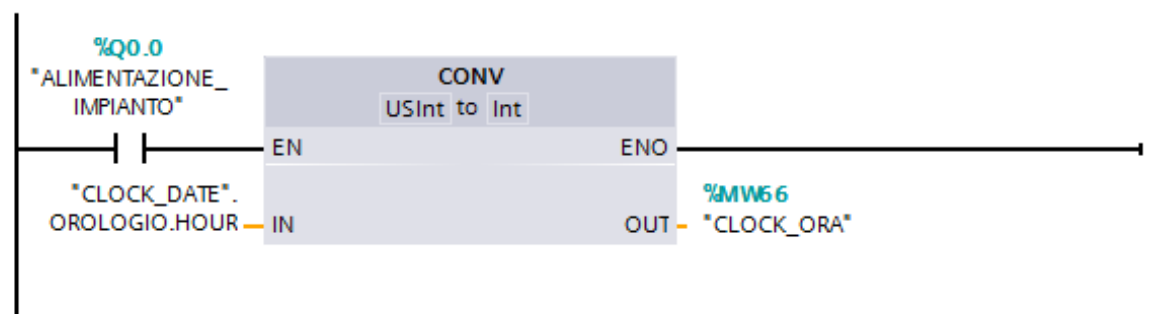 %Q0.0
"ALIMENTAZIONE_
IMPIANTO"
CONV
USInt to Int
EN
ENO
"CLOCK_DATE".
OROLOGIO.HOUR
IN
OUT
%MW66
"CLOCK_ORA"